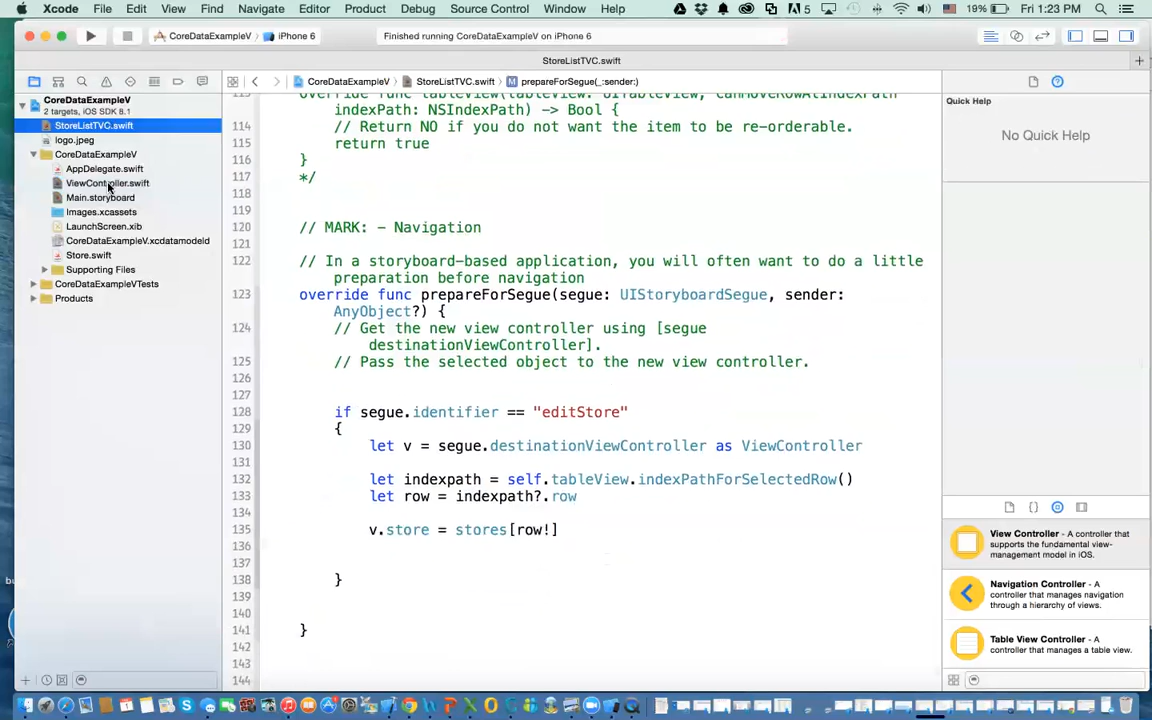 Xcode File Edit View Find Navigate Editor Product Debug Source Control Window Help 5 19% Fri 1:23 PM
CoreDataExampleV iPhone 6 Finished running CoreDataExampleV on iPhone 6
StoreListTVC.swift
CoreDataExampleV StoreListTVC.swift M prepareForSegue(_:sender:)
CoreDataExampleV
2 targets, iOS SDK 8.1
StoreListTVC.swift
logo.jpeg
CoreDataExampleV
AppDelegate.swift
ViewController.swift
Main.storyboard
Images.xcassets
LaunchScreen.xib
CoreDataExampleV.xcdatamodeld
Store.swift
Supporting Files
CoreDataExampleVTests
Products
override func tableView(tableView: UITableView, canMoveRowAtIndexPath
indexPath: NSIndexPath) -> Bool {
114 // Return NO if you do not want the item to be re-orderable.
115 return true
116 }
117 */
118
119
120 // MARK: - Navigation
121
122 // In a storyboard-based application, you will often want to do a little
preparation before navigation
123 override func prepareForSegue(segue: UIStoryboardSegue, sender:
AnyObject?) {
124 // Get the new view controller using [segue
destinationViewController].
125 // Pass the selected object to the new view controller.
126
127
128 if segue.identifier == "editStore"
129 {
130 let v = segue.destinationViewController as ViewController
131
132 let indexpath = self.tableView.indexPathForSelectedRow()
133 let row = indexpath?.row
134
135 v.store = stores[row!]
136
137
138 }
139
140
141 }
142
143
144
Quick Help
No Quick Help
View Controller - A controller that
supports the fundamental view-
management model in iOS.
Navigation Controller - A
controller that manages navigation
through a hierarchy of views.
Table View Controller - A
controller that manages a table view.